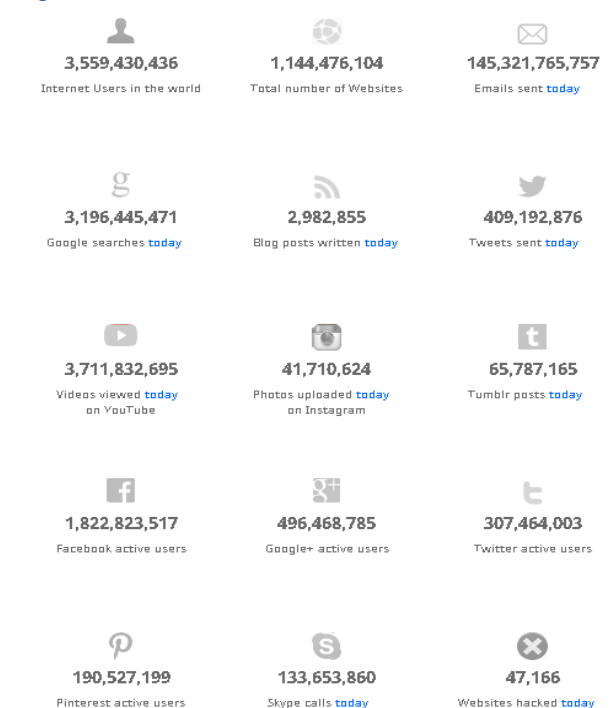 3,559,430,436
Internet Users in the world
1,144,476,104
Total number of Websites
145,321,765,757
Emails sent today
3,196,445,471
Google searches today
2,982,855
Blog posts written today
409,192,876
Tweets sent today
3,711,832,695
Videos viewed today
on YouTube
41,710,624
Photos uploaded today
on Instagram
65,787,165
Tumblr posts today
1,822,823,517
Facebook active users
496,468,785
Google+ active users
307,464,003
Twitter active users
190,527,199
Pinterest active users
133,653,860
Skype calls today
47,166
Websites hacked today